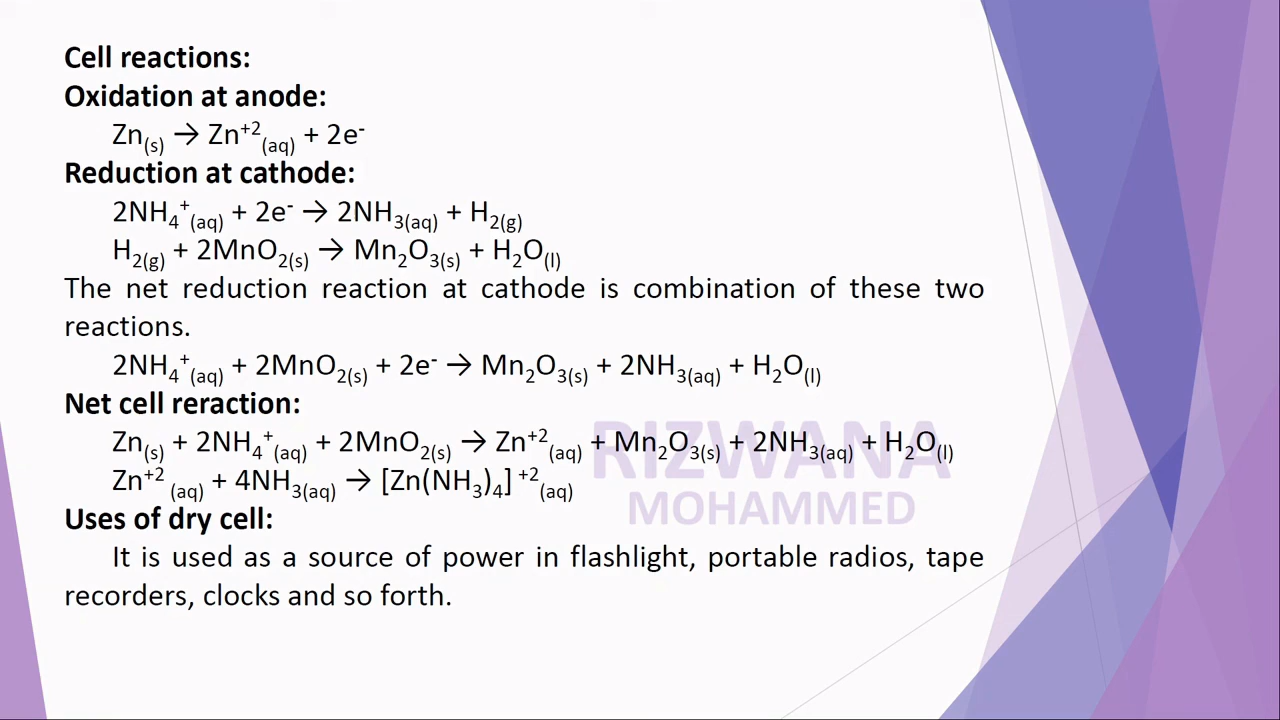 Cell reactions:
Oxidation at anode:
Zn(s) → Zn⁺²(aq) + 2e⁻
Reduction at cathode:
2NH₄⁺(aq) + 2e⁻ → 2NH₃(aq) + H₂(g)
H₂(g) + 2MnO₂(s) → Mn₂O₃(s) + H₂O(l)
The net reduction reaction at cathode is combination of these two
reactions.
2NH₄⁺(aq) + 2MnO₂(s) + 2e⁻ → Mn₂O₃(s) + 2NH₃(aq) + H₂O(l)
Net cell reraction:
Zn(s) + 2NH₄⁺(aq) + 2MnO₂(s) → Zn⁺²(aq) + Mn₂O₃(s) + 2NH₃(aq) + H₂O(l)
Zn⁺² (aq) + 4NH₃(aq) → [Zn(NH₃)₄] ⁺²(aq)
RIZWANA
MOHAMMED
Uses of dry cell:
It is used as a source of power in flashlight, portable radios, tape
recorders, clocks and so forth.